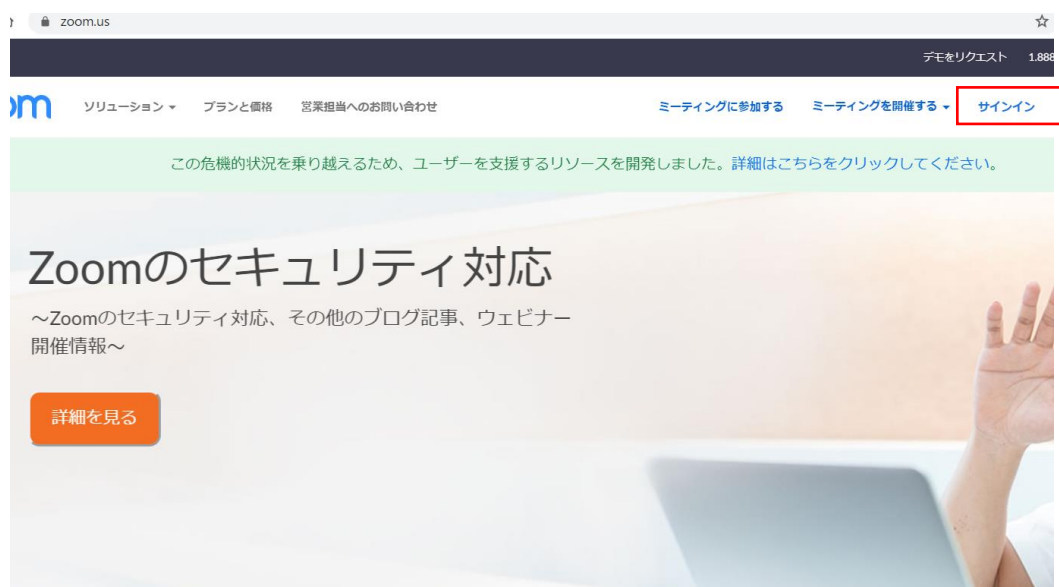 zoom.us
デモをリクエスト 1.888
om
ソリューション プランと価格 営業担当へのお問い合わせ ミーティングに参加する ミーティングを開催する サインイン
この危機的状況を乗り越えるため、ユーザーを支援するリソースを開発しました。詳細はこちらをクリックしてください。
Zoomのセキュリティ対応
～Zoomのセキュリティ対応、その他のブログ記事、ウェビナー
開催情報～
詳細を見る